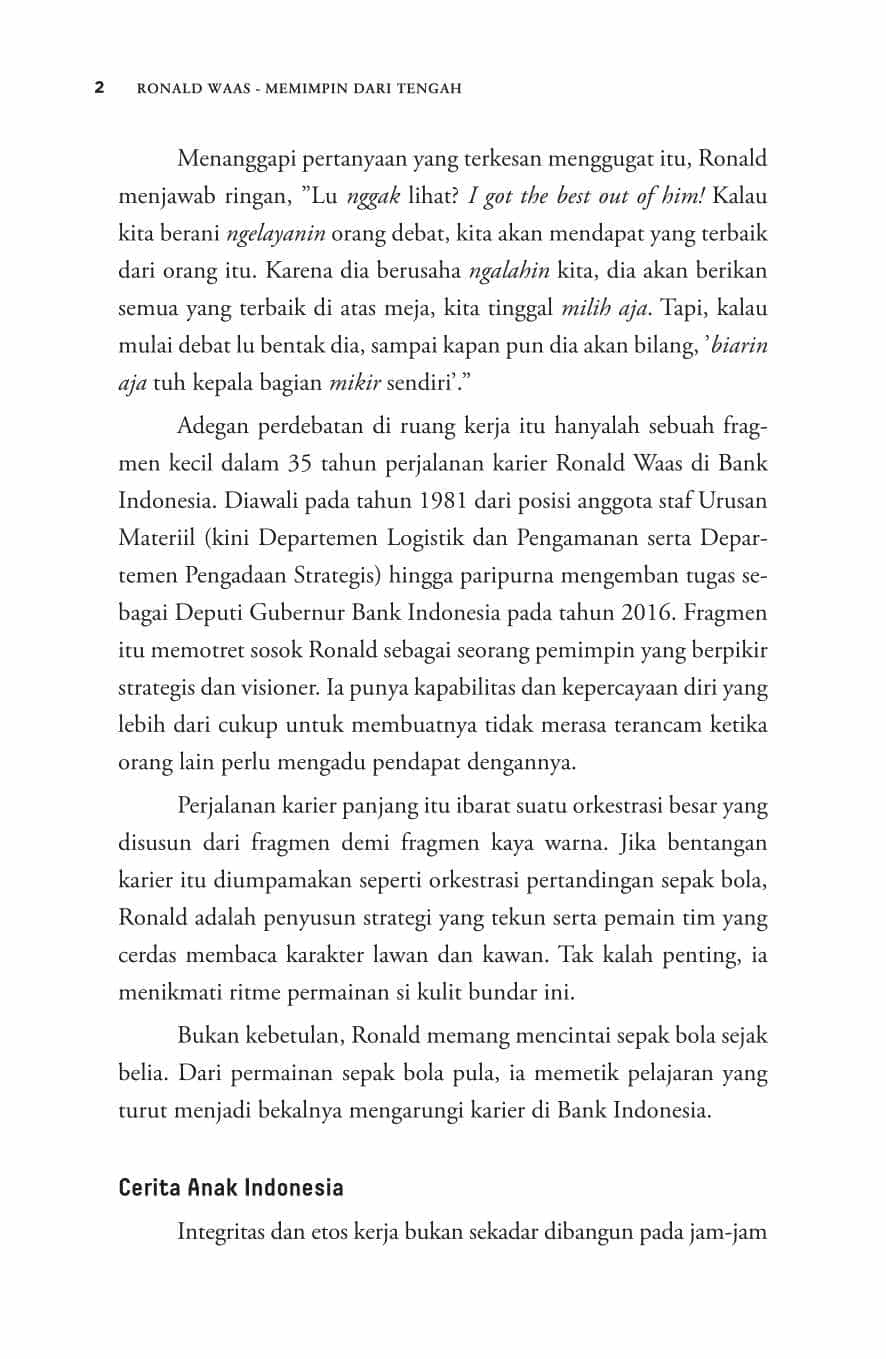 2 RONALD WAAS - MEMIMPIN DARI TENGAH
Menanggapi pertanyaan yang terkesan menggugat itu, Ronald
menjawab ringan, ”Lu nggak lihat? I got the best out of him! Kalau
kita berani ngelayanin orang debat, kita akan mendapat yang terbaik
dari orang itu. Karena dia berusaha ngalahin kita, dia akan berikan
semua yang terbaik di atas meja, kita tinggal milih aja. Tapi, kalau
mulai debat lu bentak dia, sampai kapan pun dia akan bilang, ’biarin
aja tuh kepala bagian mikir sendiri’.”
Adegan perdebatan di ruang kerja itu hanyalah sebuah frag-
men kecil dalam 35 tahun perjalanan karier Ronald Waas di Bank
Indonesia. Diawali pada tahun 1981 dari posisi anggota staf Urusan
Materiil (kini Departemen Logistik dan Pengamanan serta Depar-
temen Pengadaan Strategis) hingga paripurna mengemban tugas se-
bagai Deputi Gubernur Bank Indonesia pada tahun 2016. Fragmen
itu memotret sosok Ronald sebagai seorang pemimpin yang berpikir
strategis dan visioner. Ia punya kapabilitas dan kepercayaan diri yang
lebih dari cukup untuk membuatnya tidak merasa terancam ketika
orang lain perlu mengadu pendapat dengannya.
Perjalanan karier panjang itu ibarat suatu orkestrasi besar yang
disusun dari fragmen demi fragmen kaya warna. Jika bentangan
karier itu diumpamakan seperti orkestrasi pertandingan sepak bola,
Ronald adalah penyusun strategi yang tekun serta pemain tim yang
cerdas membaca karakter lawan dan kawan. Tak kalah penting, ia
menikmati ritme permainan si kulit bundar ini.
Bukan kebetulan, Ronald memang mencintai sepak bola sejak
belia. Dari permainan sepak bola pula, ia memetik pelajaran yang
turut menjadi bekalnya mengarungi karier di Bank Indonesia.
Cerita Anak Indonesia
Integritas dan etos kerja bukan sekadar dibangun pada jam-jam